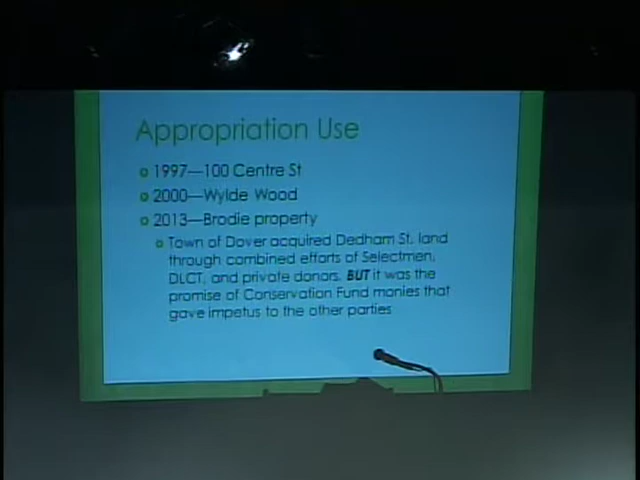 Appropriation Use
1997—100 Centre St
2000—Wylde Wood
2013—Brodie property
Town of Dover acquired Dedham St. land
through combined efforts of Selectmen,
DLCT, and private donors. BUT it was the
promise of Conservation Fund monies that
gave impetus to the other parties